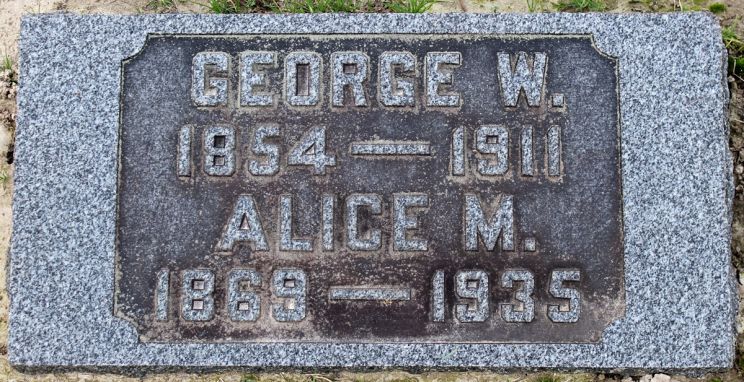 GEORGE W.
1854 — 1911
ALICE M.
1869 — 1935